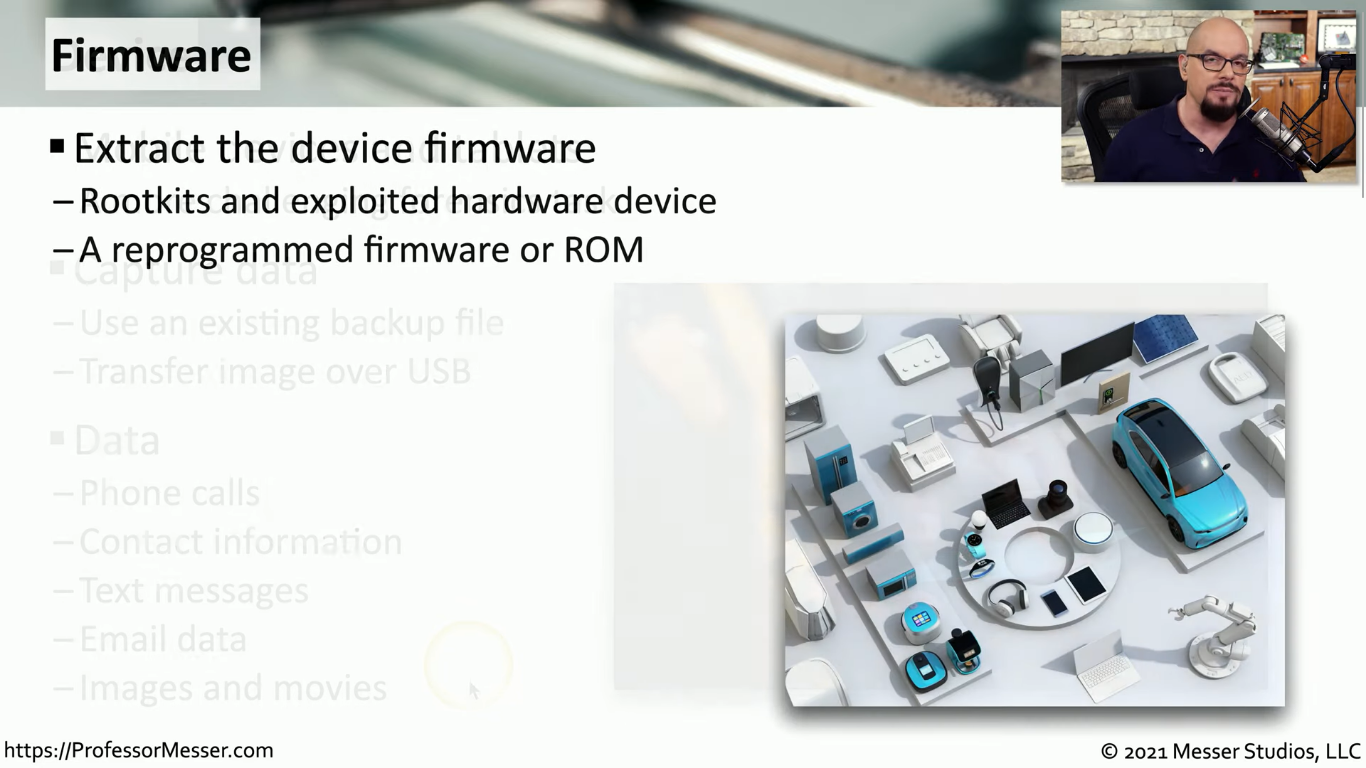 Firmware
▪ Extract the device firmware
– Rootkits and exploited hardware device
– A reprogrammed firmware or ROM
▪ Capture data
– Use an existing backup file
– Transfer image over USB
▪ Data
– Phone calls
– Contact information
– Text messages
– Email data
– Images and movies
https://ProfessorMesser.com
© 2021 Messer Studios, LLC